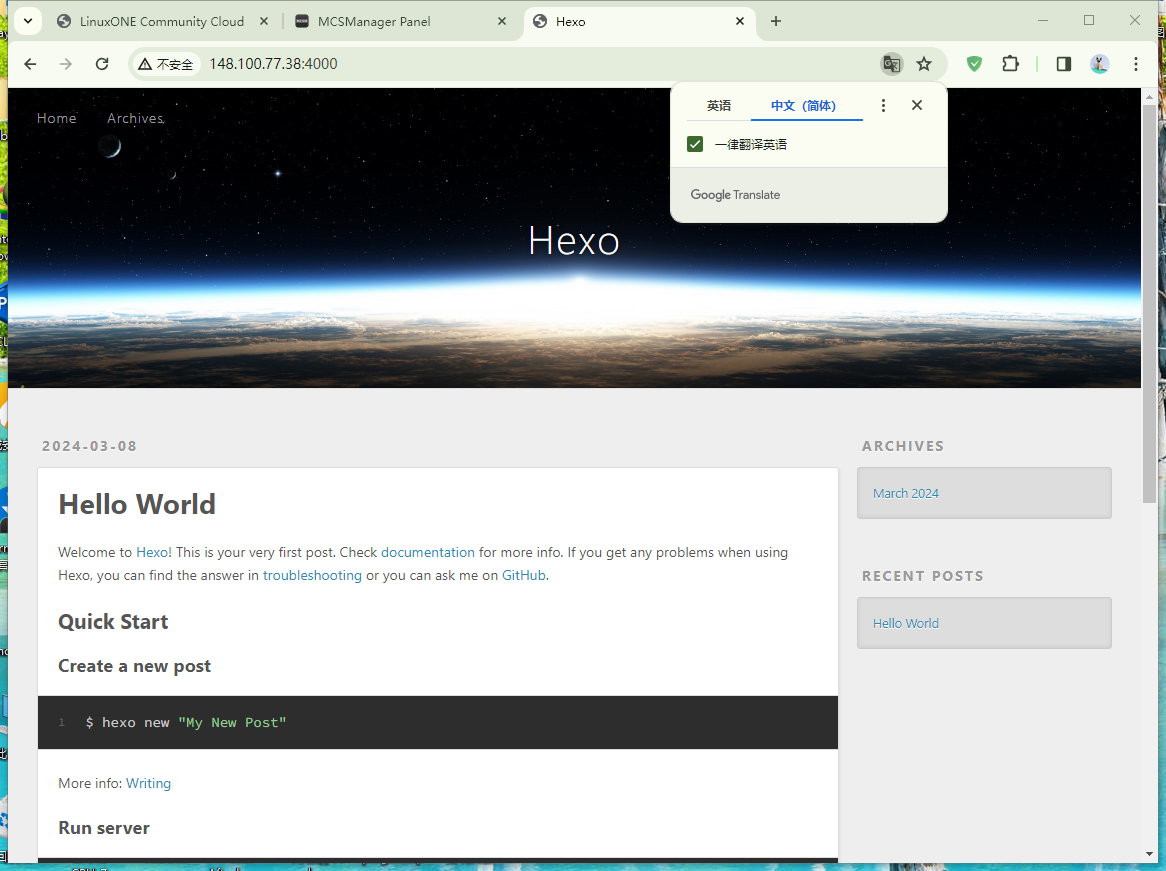 LinuxONE Community Cloud
MCSManager Panel
Hexo
不安全
148.100.77.38:4000
Home
Archives
英语
中文（简体）
一律翻译英语
Google Translate
Hexo
2024-03-08
Hello World
Welcome to Hexo! This is your very first post. Check documentation for more info. If you get any problems when using
Hexo, you can find the answer in troubleshooting or you can ask me on GitHub.
Quick Start
Create a new post
1 $ hexo new "My New Post"
More info: Writing
Run server
ARCHIVES
March 2024
RECENT POSTS
Hello World